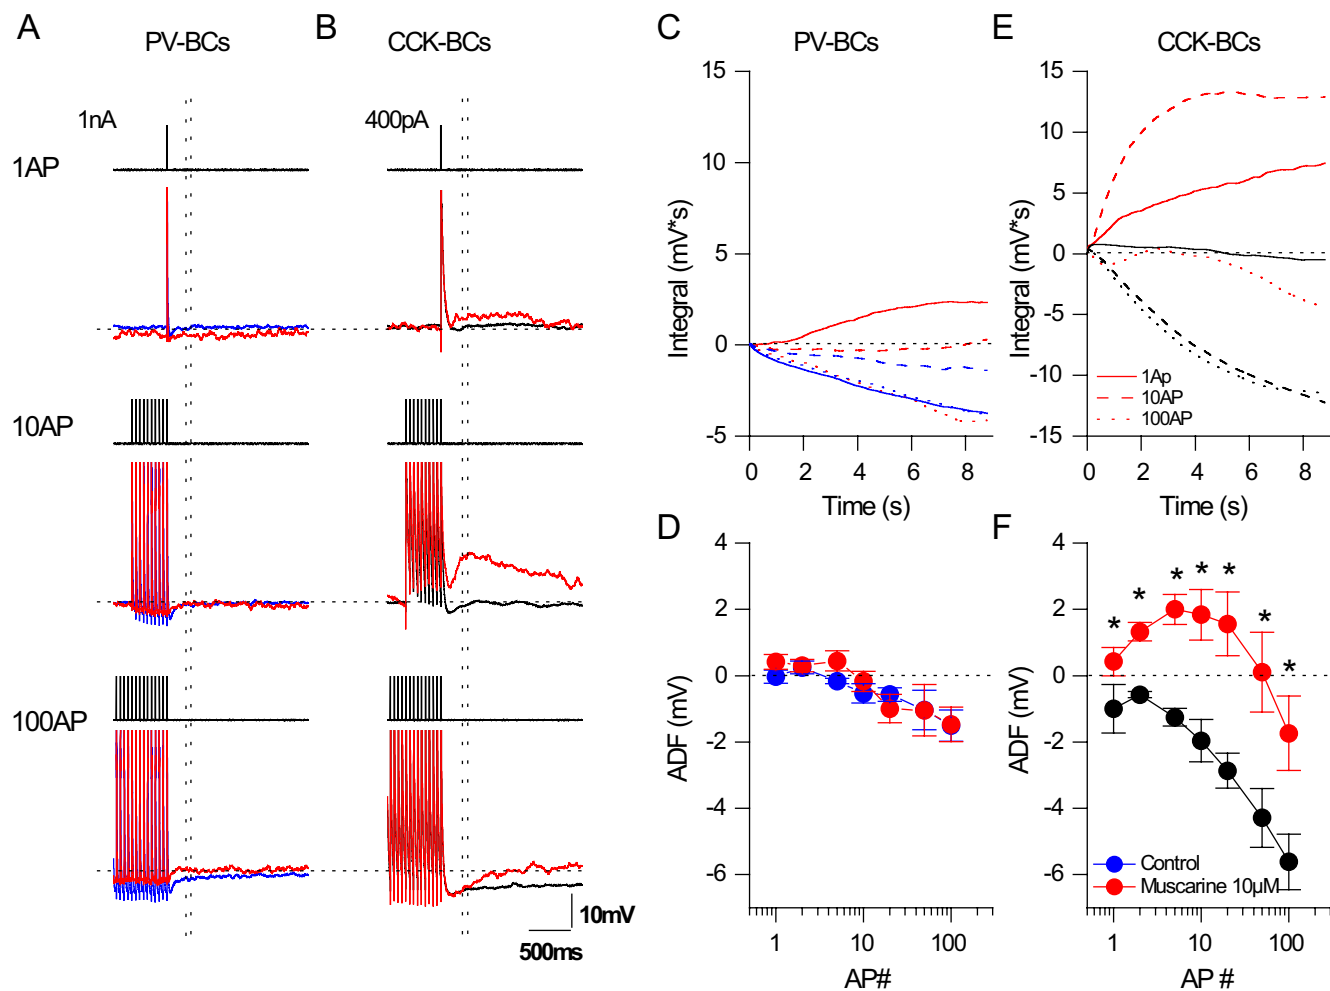 A
PV-BCs
B
CCK-BCs
1nA
400pA
1AP
10AP
100AP
10mV
500ms
C
PV-BCs
15
10
5
0
-5
Integral (mV*s)
0 2 4 6 8
Time (s)
E
CCK-BCs
15
10
5
0
-5
-10
-15
Integral (mV*s)
1Ap
10AP
100AP
0 2 4 6 8
Time (s)
D
4
2
0
-2
-4
-6
ADF (mV)
1 10 100
AP#
F
4
2
0
-2
-4
-6
ADF (mV)
* * * * * * *
Control
Muscarine 10µM
1 10 100
AP #